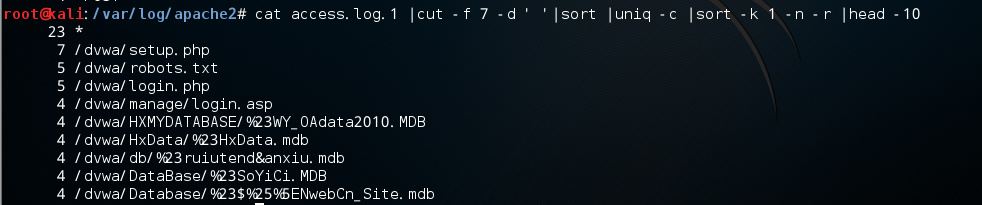 root@kali:/var/log/apache2# cat access.log.1 |cut -f 7 -d ' '|sort |uniq -c |sort -k 1 -n -r |head -10
23 *
7 /dvwa/setup.php
5 /dvwa/robots.txt
5 /dvwa/login.php
4 /dvwa/manage/login.asp
4 /dvwa/HXMYDATABASE/%23WY_OAdata2010.MDB
4 /dvwa/HxData/%23HxData.mdb
4 /dvwa/db/%23ruiutend&anxiu.mdb
4 /dvwa/DataBase/%23SoYiCi.MDB
4 /dvwa/Database/%23$%25%5ENwebCn_Site.mdb